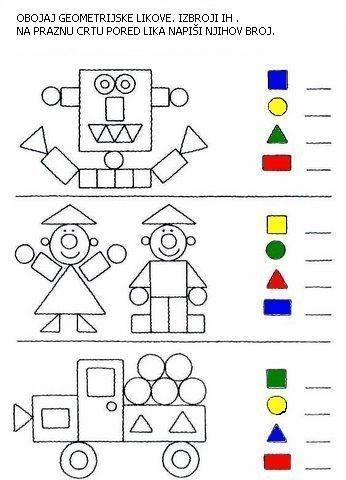 OBOJAJ GEOMETRIJSKE LIKOVE. IZBROJI IH .
NA PRAZNU CRTU PORED LIKA NAPIŠI NJIHOV BROJ.